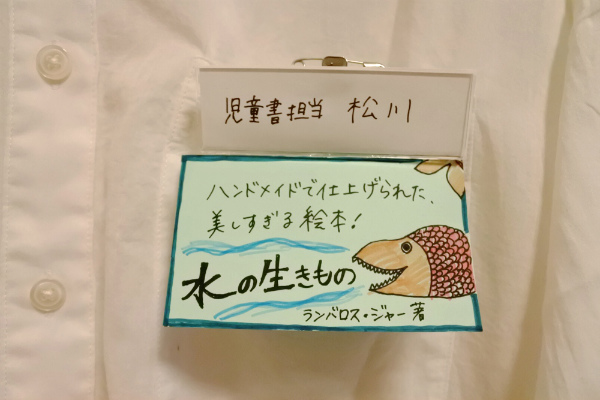 児童書担当 松川
ハンドメイドで仕上げられた、
美しすぎる絵本!
水の生きもの
ランバロス・ジャー 著